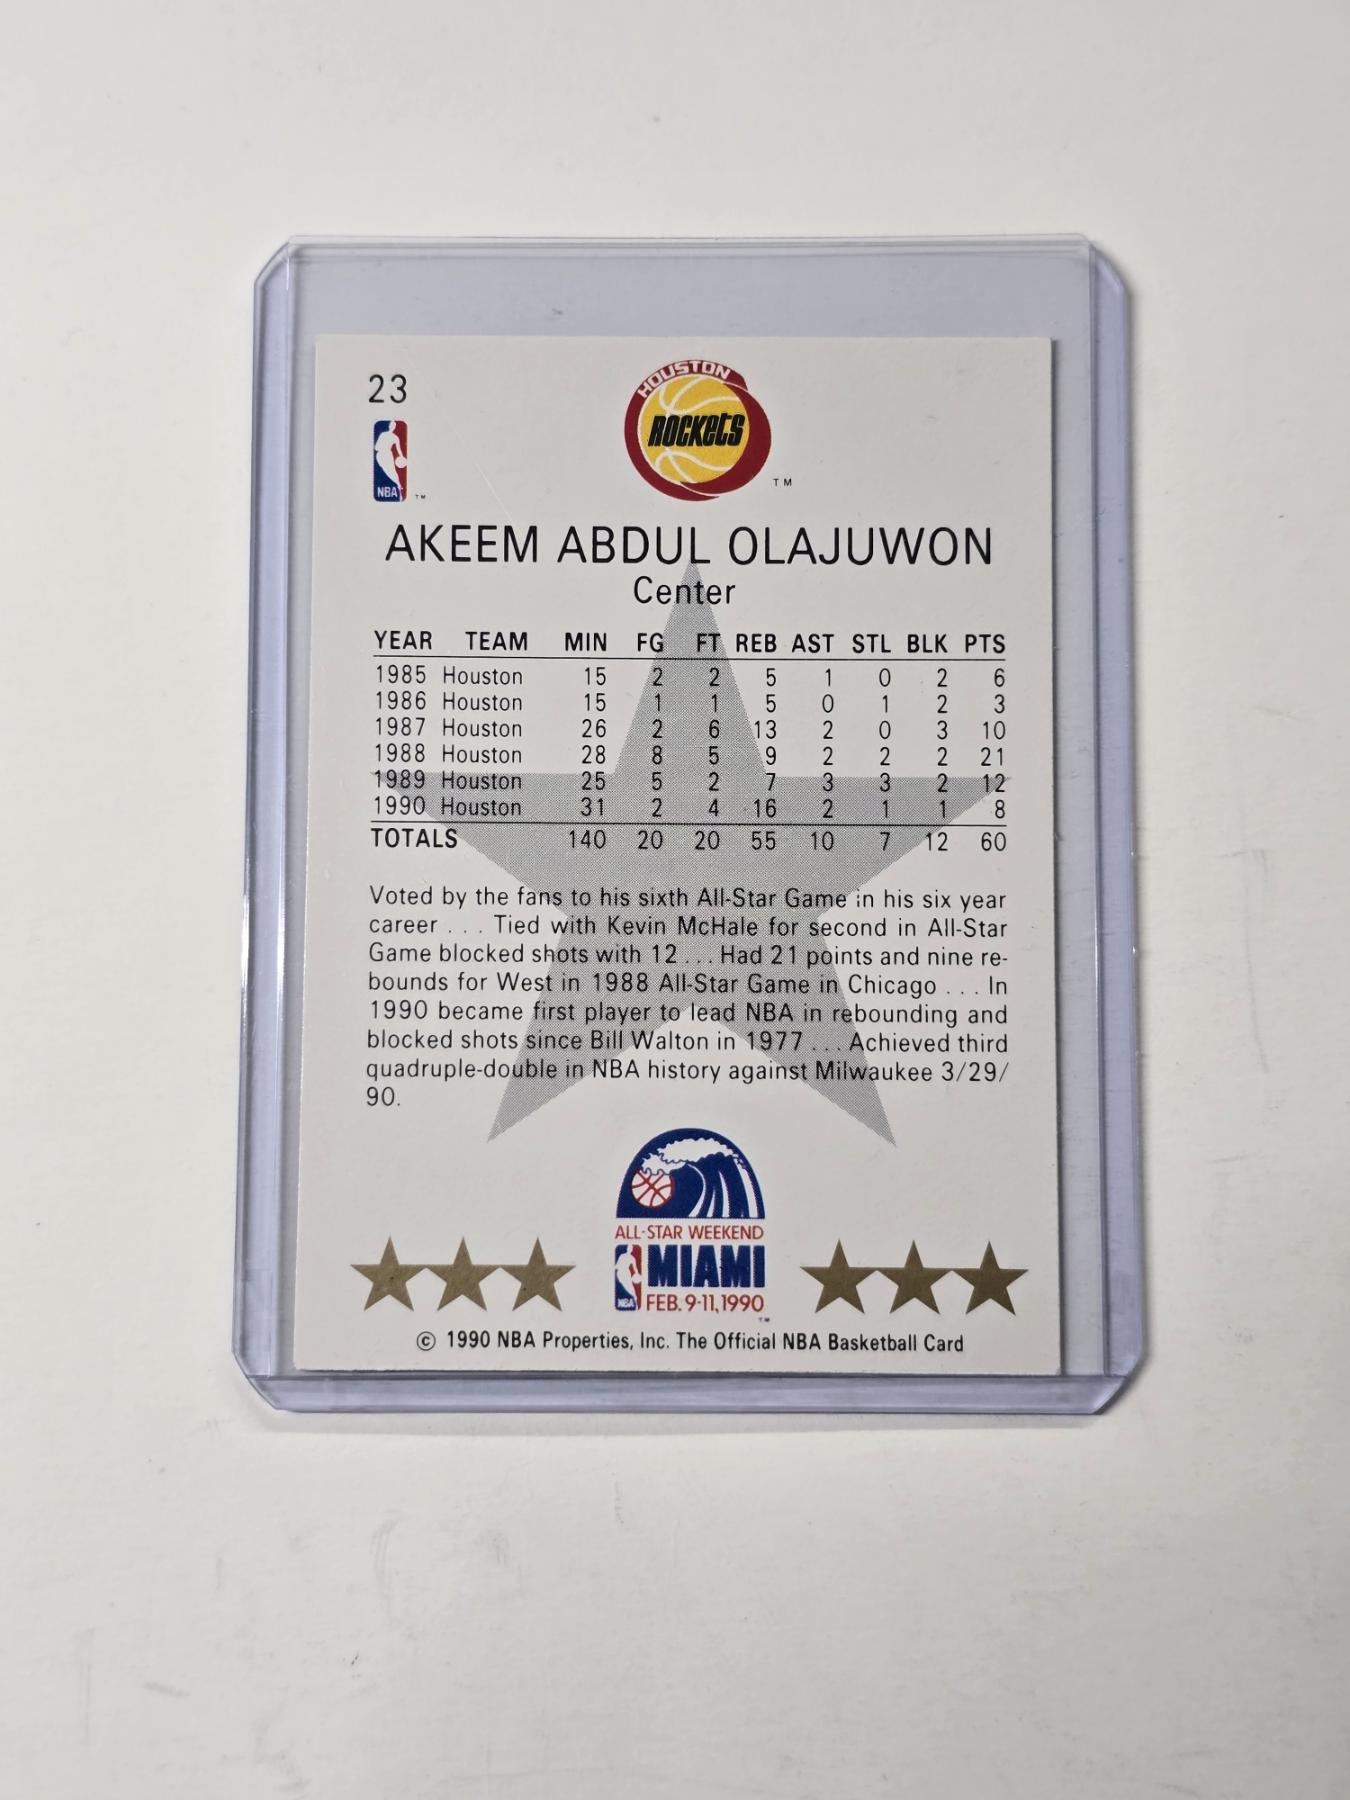 23
HOUSTON
ROCKETS
TM
NBA
TM
AKEEM ABDUL OLAJUWON
Center
YEAR TEAM MIN FG FT REB AST STL BLK PTS
1985 Houston 15 2 2 5 1 0 2 6
1986 Houston 15 1 1 5 0 1 2 3
1987 Houston 26 2 6 13 2 0 3 10
1988 Houston 28 8 5 9 2 2 2 21
1989 Houston 25 5 2 7 3 3 2 12
1990 Houston 31 2 4 16 2 1 1 8
TOTALS 140 20 20 55 10 7 12 60
Voted by the fans to his sixth All-Star Game in his six year
career . . . Tied with Kevin McHale for second in All-Star
Game blocked shots with 12 . . . Had 21 points and nine re-
bounds for West in 1988 All-Star Game in Chicago . . . In
1990 became first player to lead NBA in rebounding and
blocked shots since Bill Walton in 1977 . . . Achieved third
quadruple-double in NBA history against Milwaukee 3/29/
90.
ALL-STAR WEEKEND
MIAMI
NBA FEB. 9-11, 1990
TM
© 1990 NBA Properties, Inc. The Official NBA Basketball Card